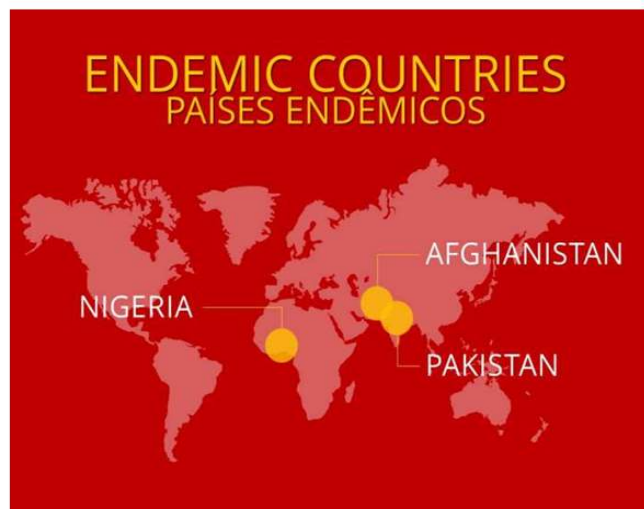 ENDEMIC COUNTRIES
PAÍSES ENDÊMICOS
AFGHANISTAN
NIGERIA
PAKISTAN